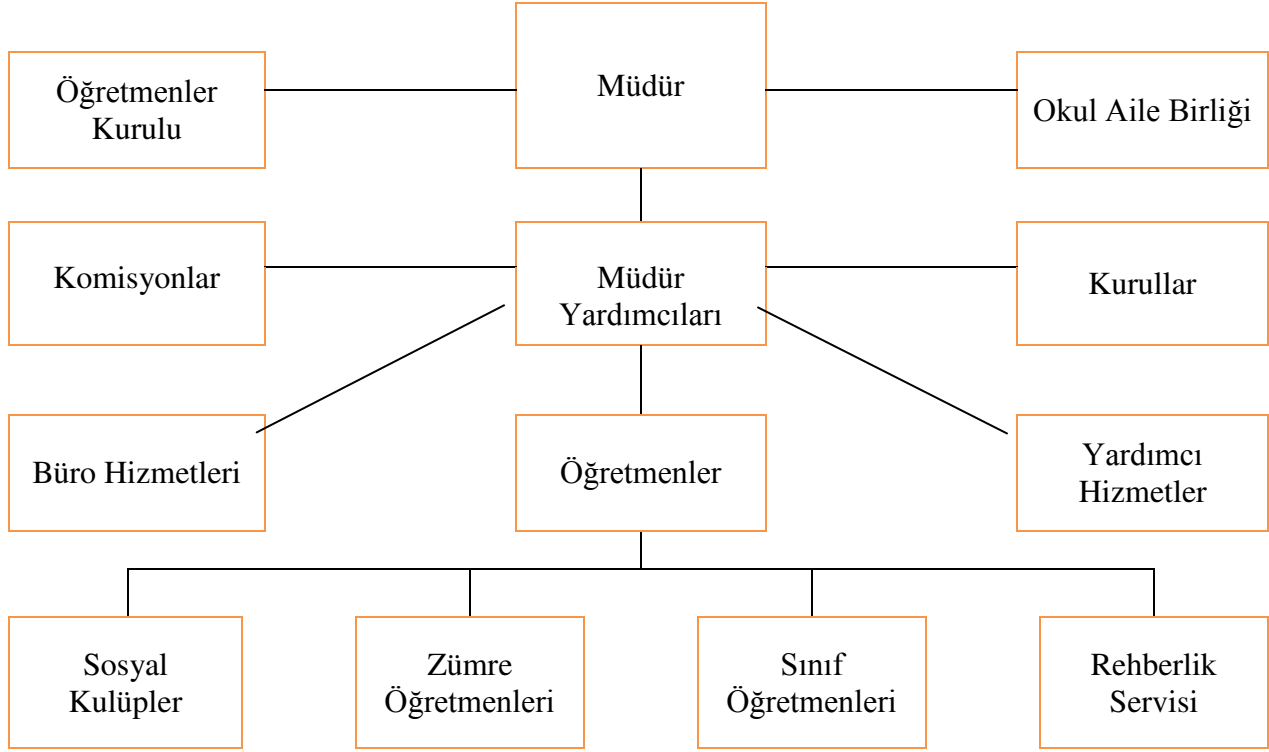 Öğretmenler
Kurulu
Müdür
Okul Aile Birliği
Komisyonlar
Müdür
Yardımcıları
Kurullar
Büro Hizmetleri
Öğretmenler
Yardımcı
Hizmetler
Sosyal
Kulüpler
Zümre
Öğretmenleri
Sınıf
Öğretmenleri
Rehberlik
Servisi